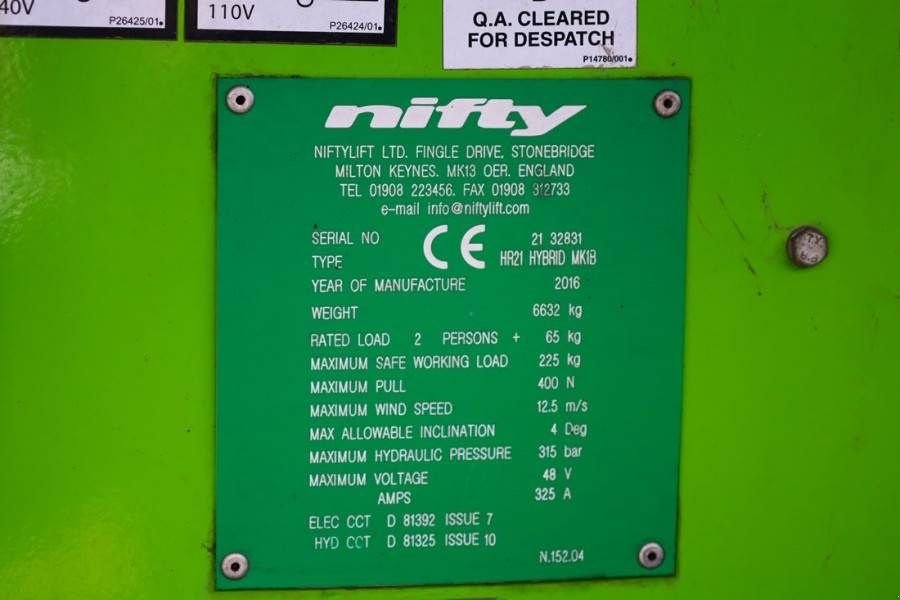 40V
P26425/01
110V
P26424/01
Q.A. CLEARED
FOR DESPATCH
P14780/001
nifty
NIFTYLIFT LTD. FINGLE DRIVE, STONEBRIDGE
MILTON KEYNES. MK13 OER. ENGLAND
TEL 01908 223456. FAX 01908 312733
e-mail info@niftylift.com
SERIAL NO 21 32831
CE
TYPE HR21 HYBRID MK1B
YEAR OF MANUFACTURE 2016
WEIGHT 6632 kg
RATED LOAD 2 PERSONS + 65 kg
MAXIMUM SAFE WORKING LOAD 225 kg
MAXIMUM PULL 400 N
MAXIMUM WIND SPEED 12.5 m/s
MAX ALLOWABLE INCLINATION 4 Deg
MAXIMUM HYDRAULIC PRESSURE 315 bar
MAXIMUM VOLTAGE 48 V
AMPS 325 A
ELEC CCT D 81392 ISSUE 7
HYD CCT D 81325 ISSUE 10
N.152.04